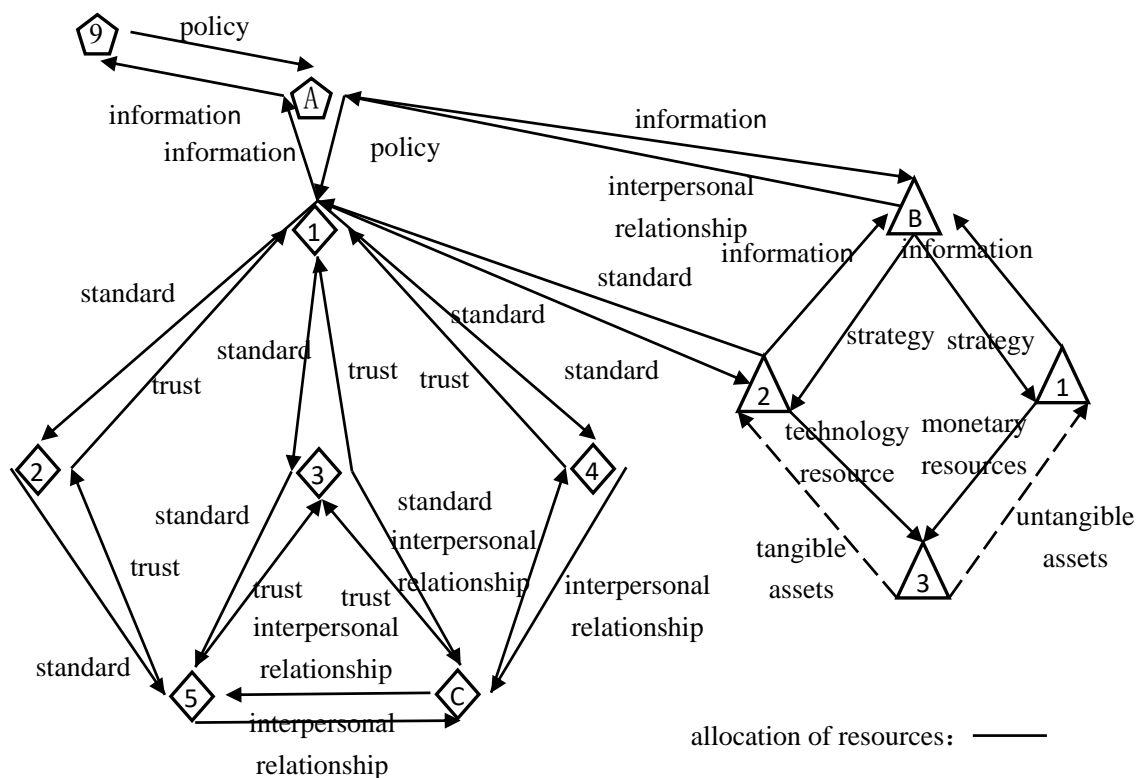 9
policy
A
information
information
policy
information
interpersonal
relationship
B
information
information
1
standard
standard
standard
strategy
strategy
standard
trust
trust
trust
standard
2
1
technology
resource
monetary
resources
2
3
4
standard
standard
interpersonal
relationship
untangible
assets
tangible
assets
3
trust
trust
trust
interpersonal
relationship
interpersonal
relationship
standard
5
C
interpersonal
relationship
allocation of resources：